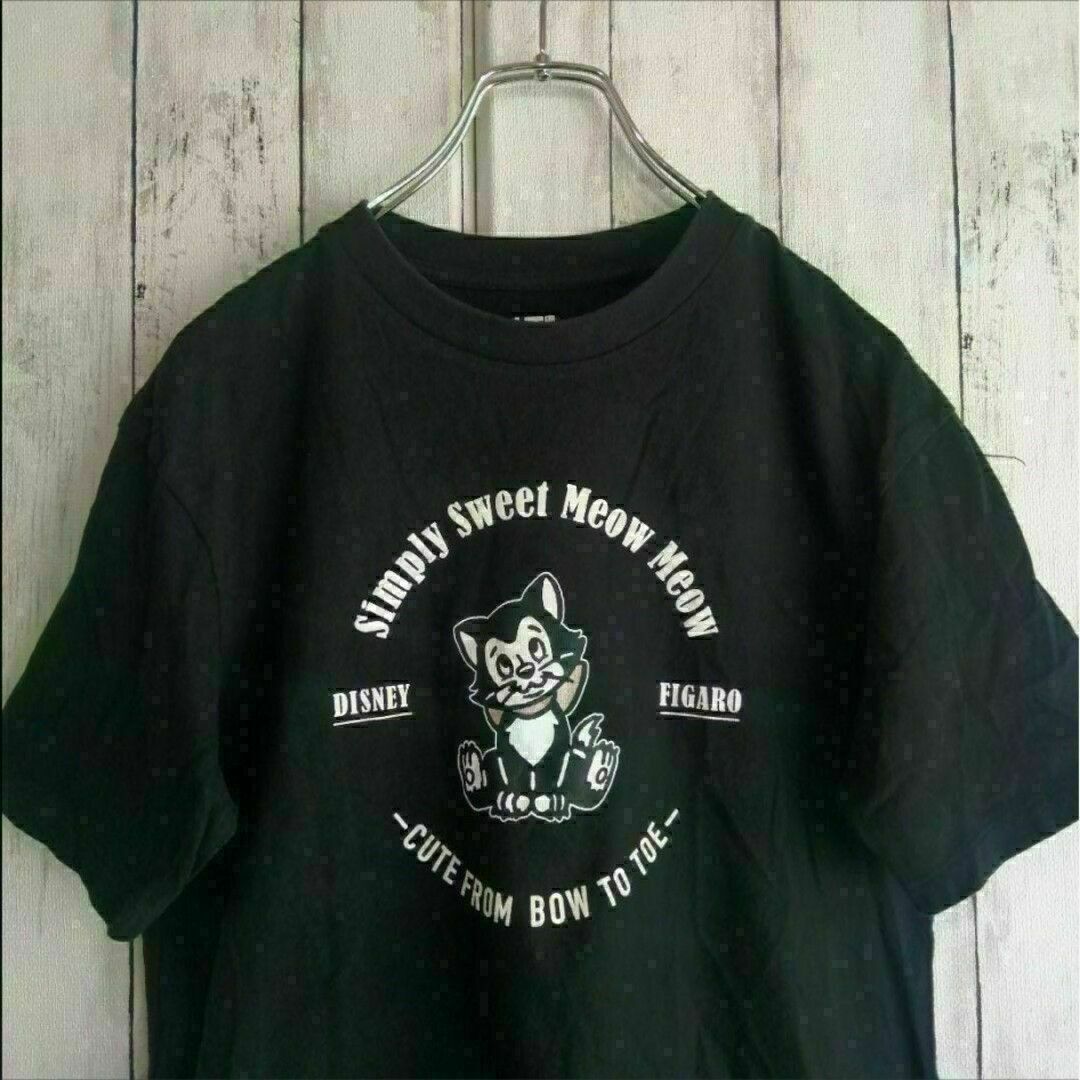 Simply Sweet Meow Meow
DISNEY
FIGARO
-CUTE FROM BOW TO TOE-